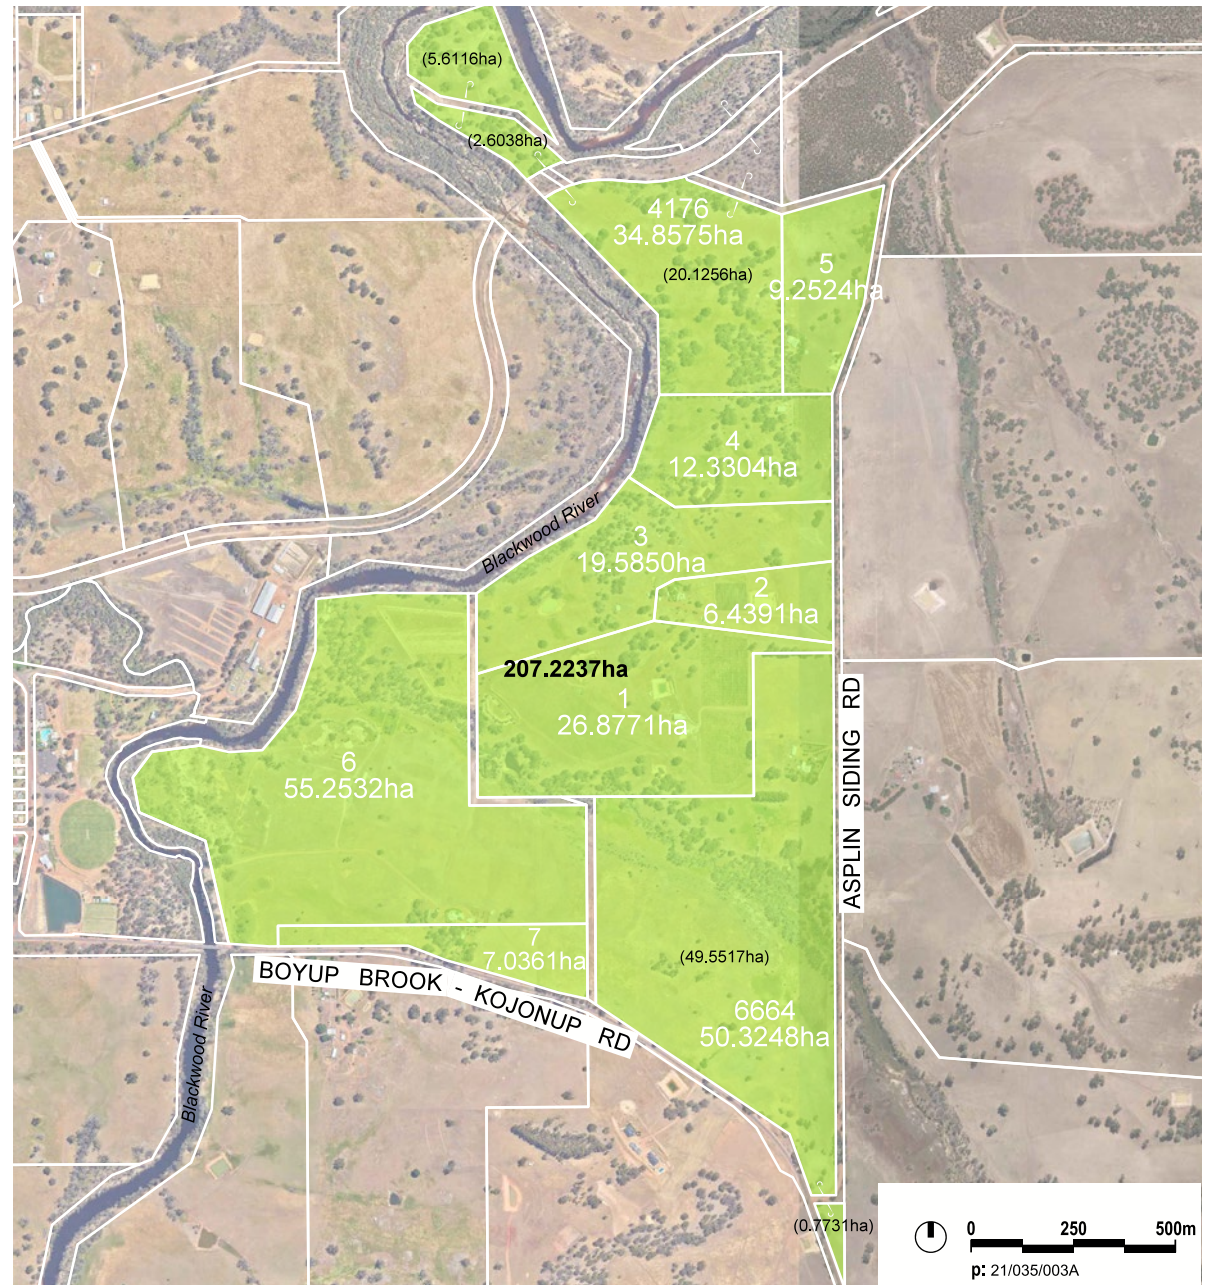 (5.6116ha)
(2.6038ha)
4176
34.8575ha
(20.1256ha)
5
9.2524ha
4
12.3304ha
Blackwood River
3
19.5850ha
2
6.4391ha
207.2237ha
1
26.8771ha
6
55.2532ha
ASPLIN SIDING RD
7
7.0361ha
(49.5517ha)
BOYUP BROOK - KOJONUP RD
6664
50.3248ha
Blackwood River
(0.7731ha)
0 250 500m
p: 21/035/003A